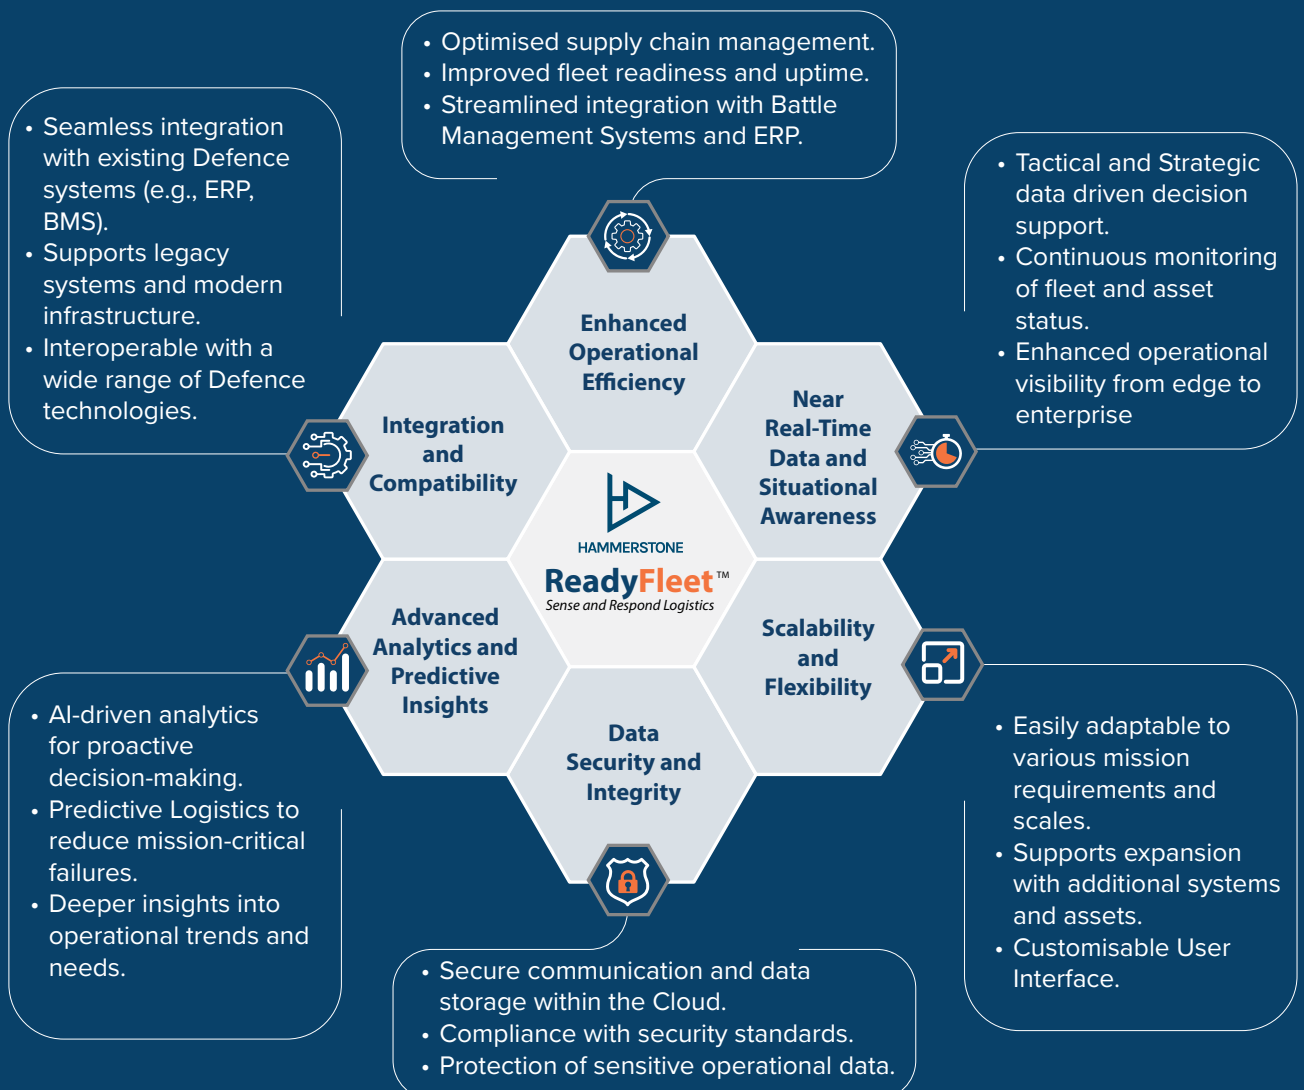 • Optimised supply chain management.
• Improved fleet readiness and uptime.
• Streamlined integration with Battle
Management Systems and ERP.
• Seamless integration
with existing Defence
systems (e.g., ERP,
BMS).
• Supports legacy
systems and modern
infrastructure.
• Interoperable with a
wide range of Defence
technologies.
• Tactical and Strategic
data driven decision
support.
• Continuous monitoring
of fleet and asset
status.
• Enhanced operational
visibility from edge to
enterprise
Enhanced
Operational
Efficiency
Integration
and
Compatibility
Near
Real-Time
Data and
Situational
Awareness
HAMMERSTONE
ReadyFleet™
Sense and Respond Logistics
Advanced
Analytics and
Predictive
Insights
Scalability
and
Flexibility
Data
Security and
Integrity
• AI-driven analytics
for proactive
decision-making.
• Predictive Logistics to
reduce mission-critical
failures.
• Deeper insights into
operational trends and
needs.
• Easily adaptable to
various mission
requirements and
scales.
• Supports expansion
with additional systems
and assets.
• Customisable User
Interface.
• Secure communication and data
storage within the Cloud.
• Compliance with security standards.
• Protection of sensitive operational data.